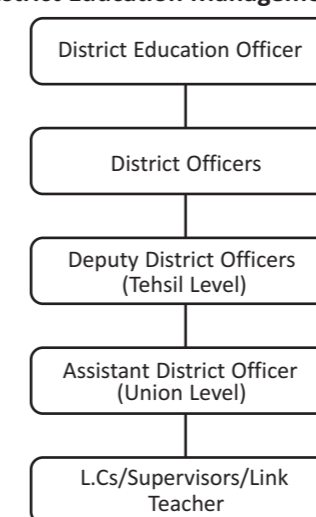 District Education Officer
District Officers
Deputy District Officers
(Tehsil Level)
Assistant District Officer
(Union Level)
L.Cs/Supervisors/Link
Teacher